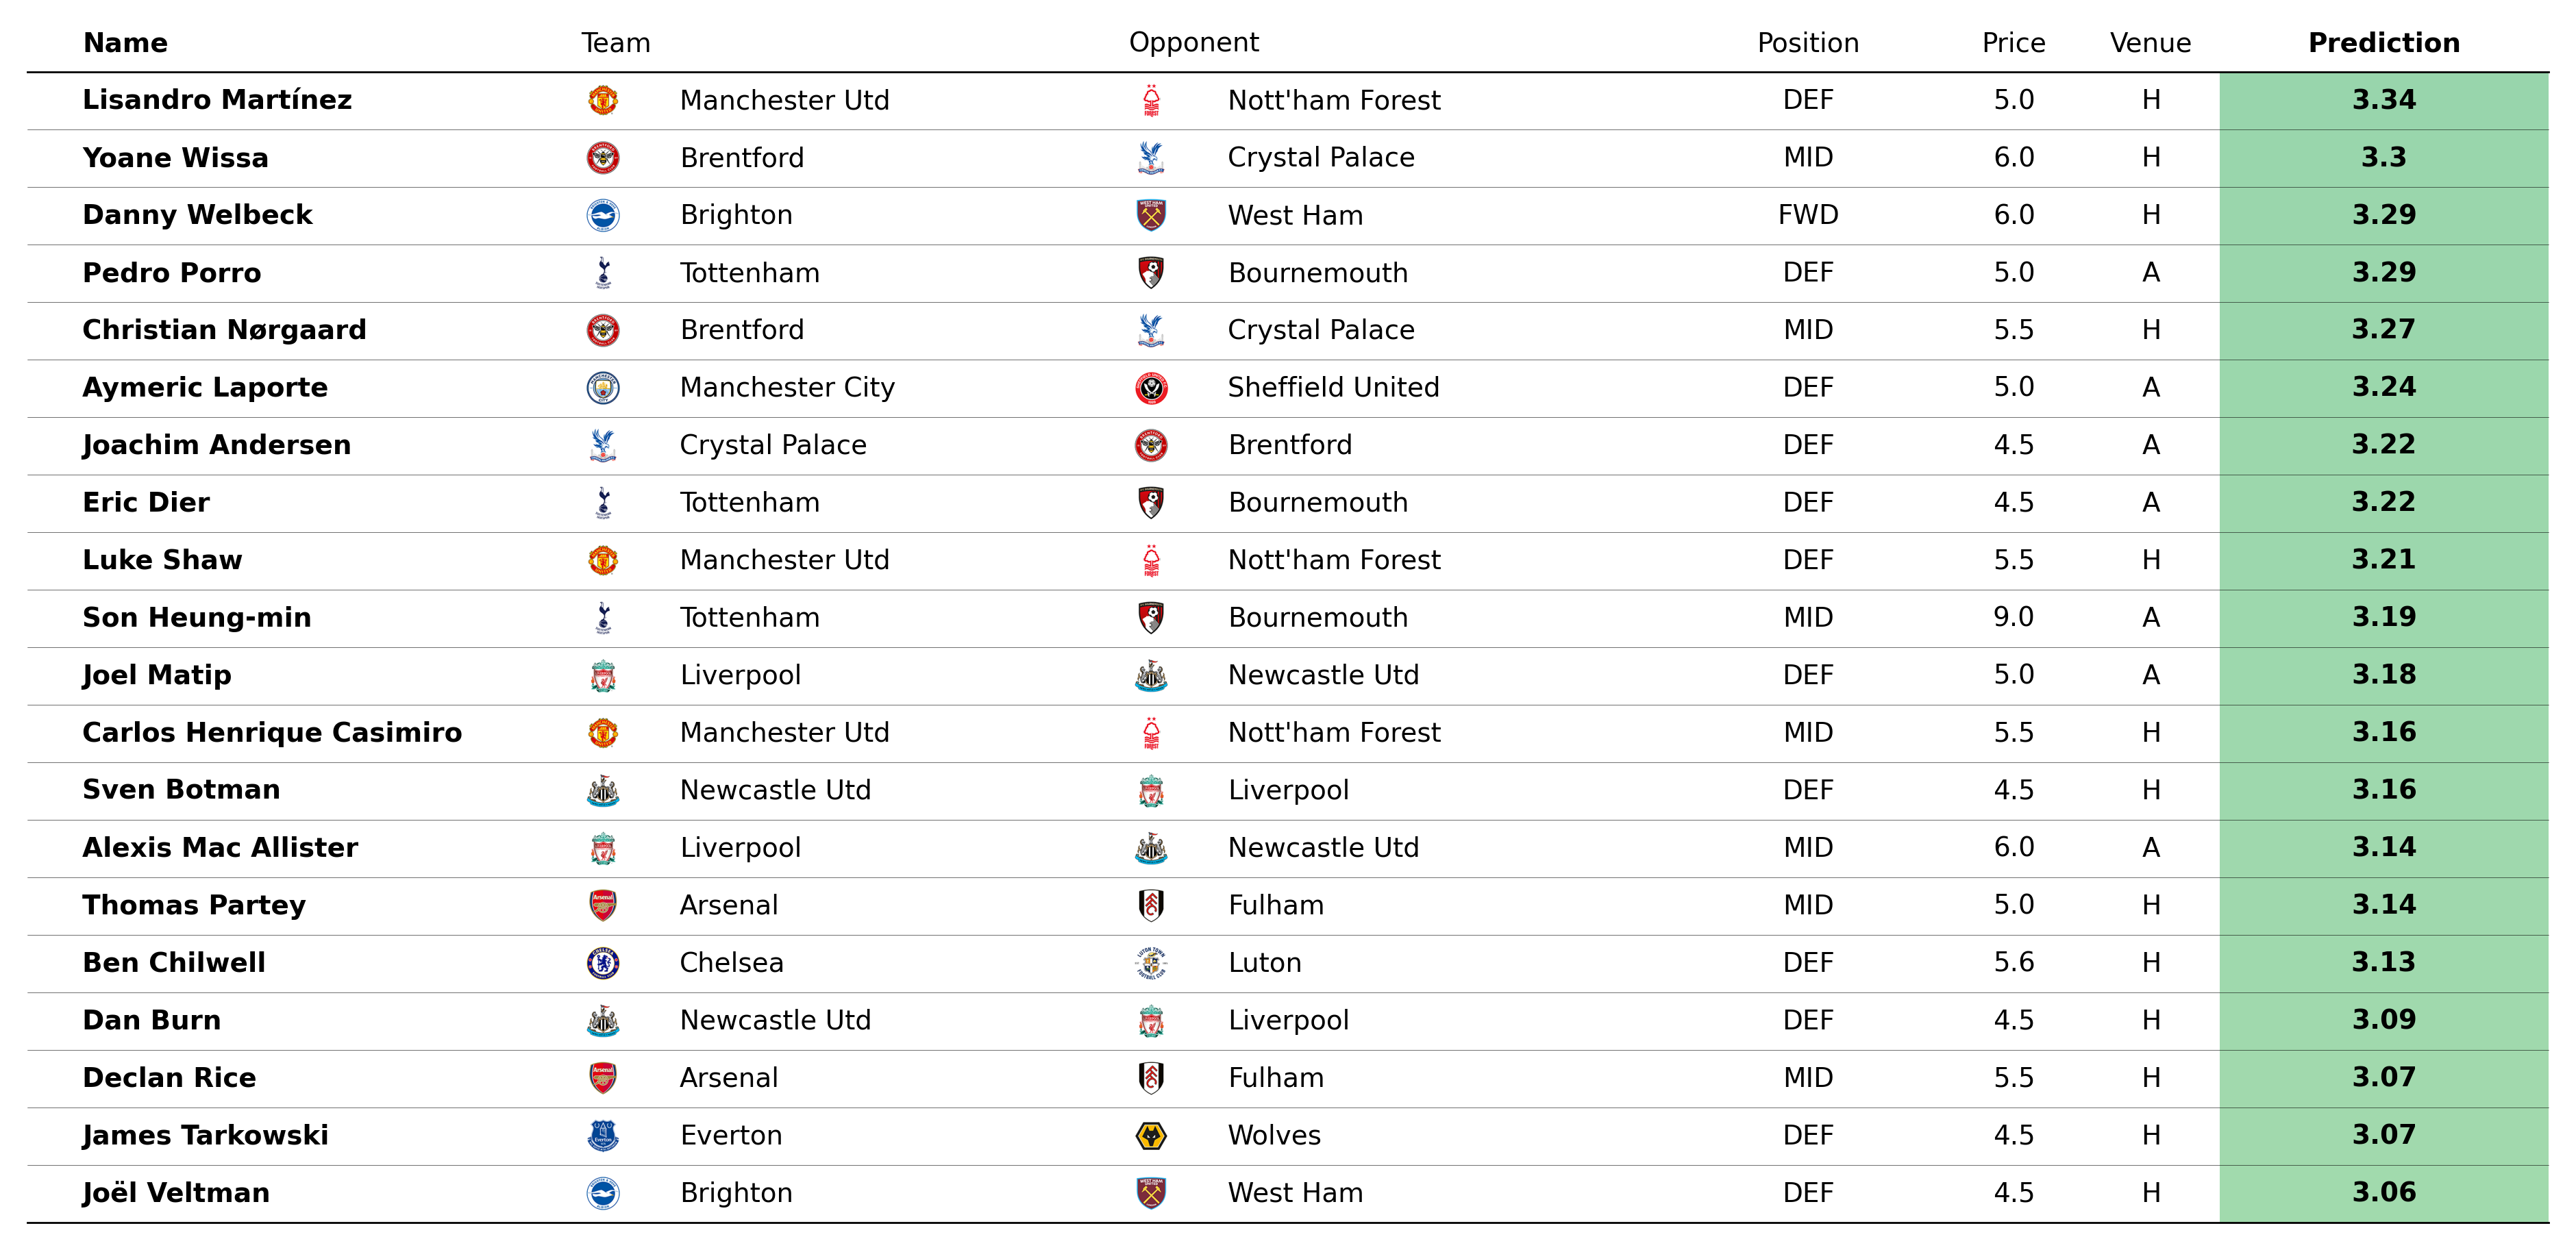 Name Team Opponent Position Price Venue Prediction
Lisandro Martínez Manchester Utd Nott'ham Forest DEF 5.0 H 3.34
Yoane Wissa Brentford Crystal Palace MID 6.0 H 3.3
Danny Welbeck Brighton West Ham FWD 6.0 H 3.29
Pedro Porro Tottenham Bournemouth DEF 5.0 A 3.29
Christian Nørgaard Brentford Crystal Palace MID 5.5 H 3.27
Aymeric Laporte Manchester City Sheffield United DEF 5.0 A 3.24
Joachim Andersen Crystal Palace Brentford DEF 4.5 A 3.22
Eric Dier Tottenham Bournemouth DEF 4.5 A 3.22
Luke Shaw Manchester Utd Nott'ham Forest DEF 5.5 H 3.21
Son Heung-min Tottenham Bournemouth MID 9.0 A 3.19
Joel Matip Liverpool Newcastle Utd DEF 5.0 A 3.18
Carlos Henrique Casimiro Manchester Utd Nott'ham Forest MID 5.5 H 3.16
Sven Botman Newcastle Utd Liverpool DEF 4.5 H 3.16
Alexis Mac Allister Liverpool Newcastle Utd MID 6.0 A 3.14
Thomas Partey Arsenal Fulham MID 5.0 H 3.14
Ben Chilwell Chelsea Luton DEF 5.6 H 3.13
Dan Burn Newcastle Utd Liverpool DEF 4.5 H 3.09
Declan Rice Arsenal Fulham MID 5.5 H 3.07
James Tarkowski Everton Wolves DEF 4.5 H 3.07
Joël Veltman Brighton West Ham DEF 4.5 H 3.06